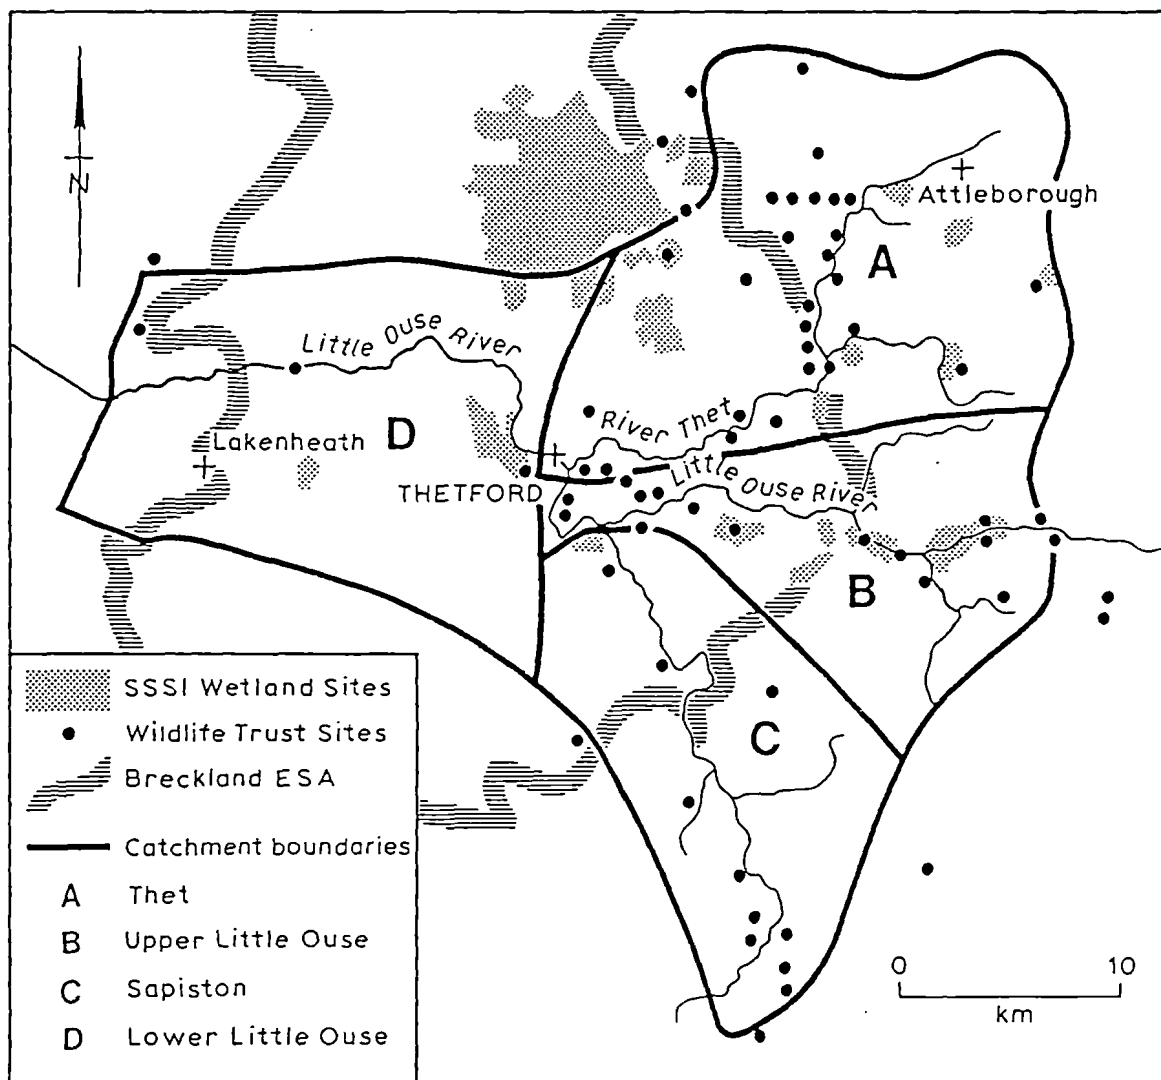 N
Attleborough
A
Little Ouse River
River Thet
Lakenheath
D
THETFORD
Little Ouse River
B
C
SSSI Wetland Sites
Wildlife Trust Sites
Breckland ESA
Catchment boundaries
A Thet
B Upper Little Ouse
C Sapiston
D Lower Little Ouse
0 10
km